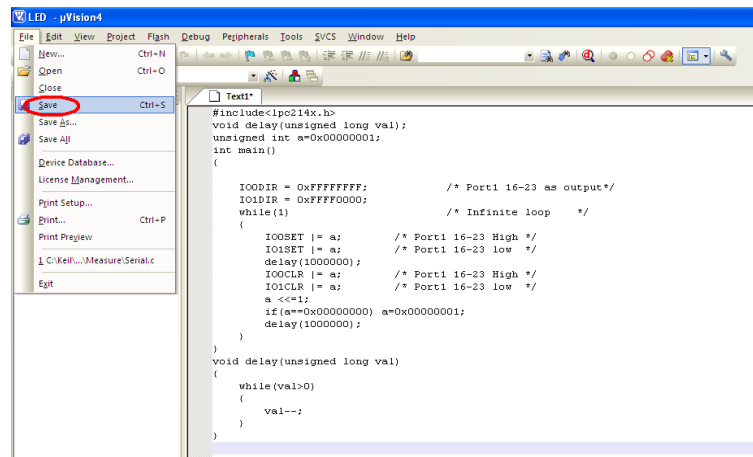 LED - µVision4
File Edit View Project Flash Debug Peripherals Tools SVCS Window Help
New... Ctrl+N
Open Ctrl+O
Close
Save Ctrl+S
Save As...
Save All
Device Database...
License Management...
Print Setup...
Print... Ctrl+P
Print Preview
1 C:\Keil\...\Measure\Serial.c
Exit
Text1*
#include<lpc214x.h>
void delay(unsigned long val);
unsigned int a=0x00000001;
int main()
{
IO0DIR = 0xFFFFFFFF; /* Port1 16-23 as output*/
IO1DIR = 0xFFFF0000;
while(1) /* Infinite loop */
{
IO0SET |= a; /* Port1 16-23 High */
IO1SET |= a; /* Port1 16-23 low */
delay(1000000);
IO0CLR |= a; /* Port1 16-23 High */
IO1CLR |= a; /* Port1 16-23 low */
a <<=1;
if(a==0x00000000) a=0x00000001;
delay(1000000);
}
}
void delay(unsigned long val)
{
while(val>0)
{
val--;
}
}